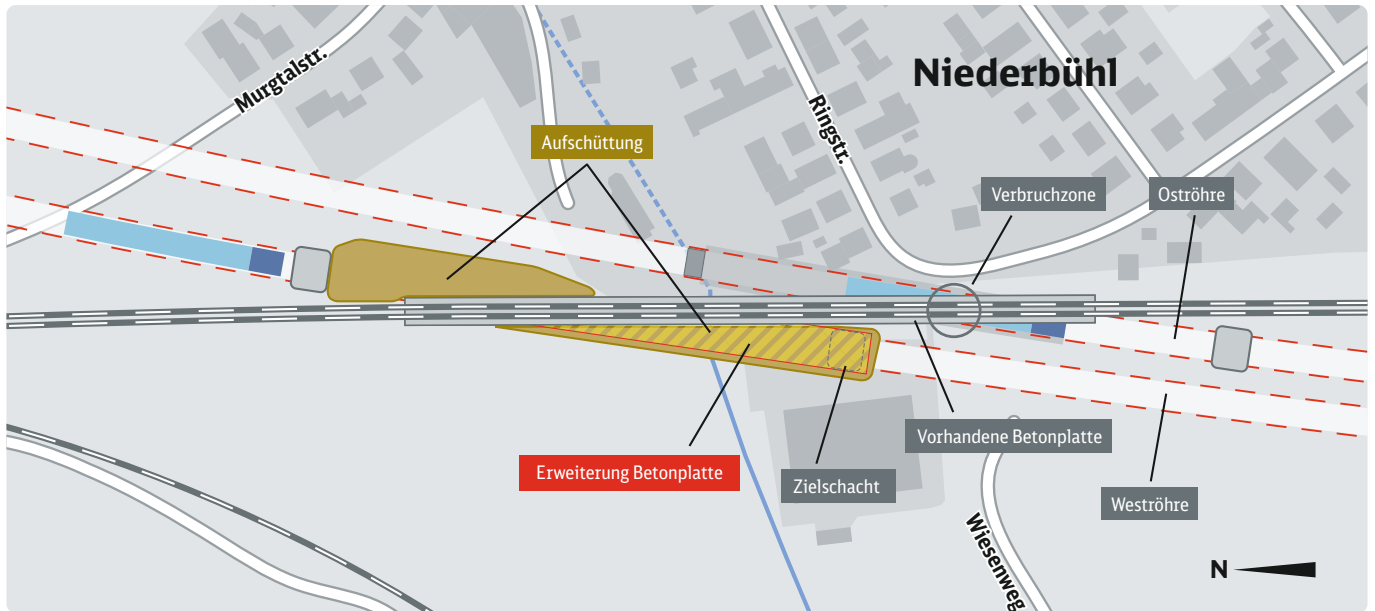 Niederbühl
Murgtalstr.
Ringstr.
Aufschüttung
Verbruchzone
Oströhre
Vorhandene Betonplatte
Erweiterung Betonplatte
Zielschacht
Weströhre
Wiesenweg
N